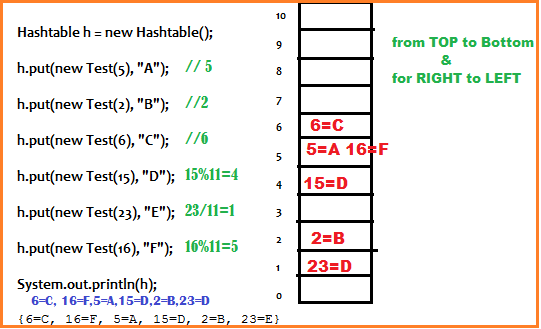 Hashtable h = new Hashtable();
h.put(new Test(5), "A"); // 5
h.put(new Test(2), "B"); //2
h.put(new Test(6), "C"); //6
h.put(new Test(15), "D"); 15%11=4
h.put(new Test(23), "E"); 23/11=1
h.put(new Test(16), "F"); 16%11=5
System.out.println(h);
6=C, 16=F,5=A,15=D,2=B,23=D
{6=C, 16=F, 5=A, 15=D, 2=B, 23=E}
10
9
8
7
6 6=C
5 5=A 16=F
4 15=D
3
2 2=B
1 23=D
0
from TOP to Bottom
&
for RIGHT to LEFT